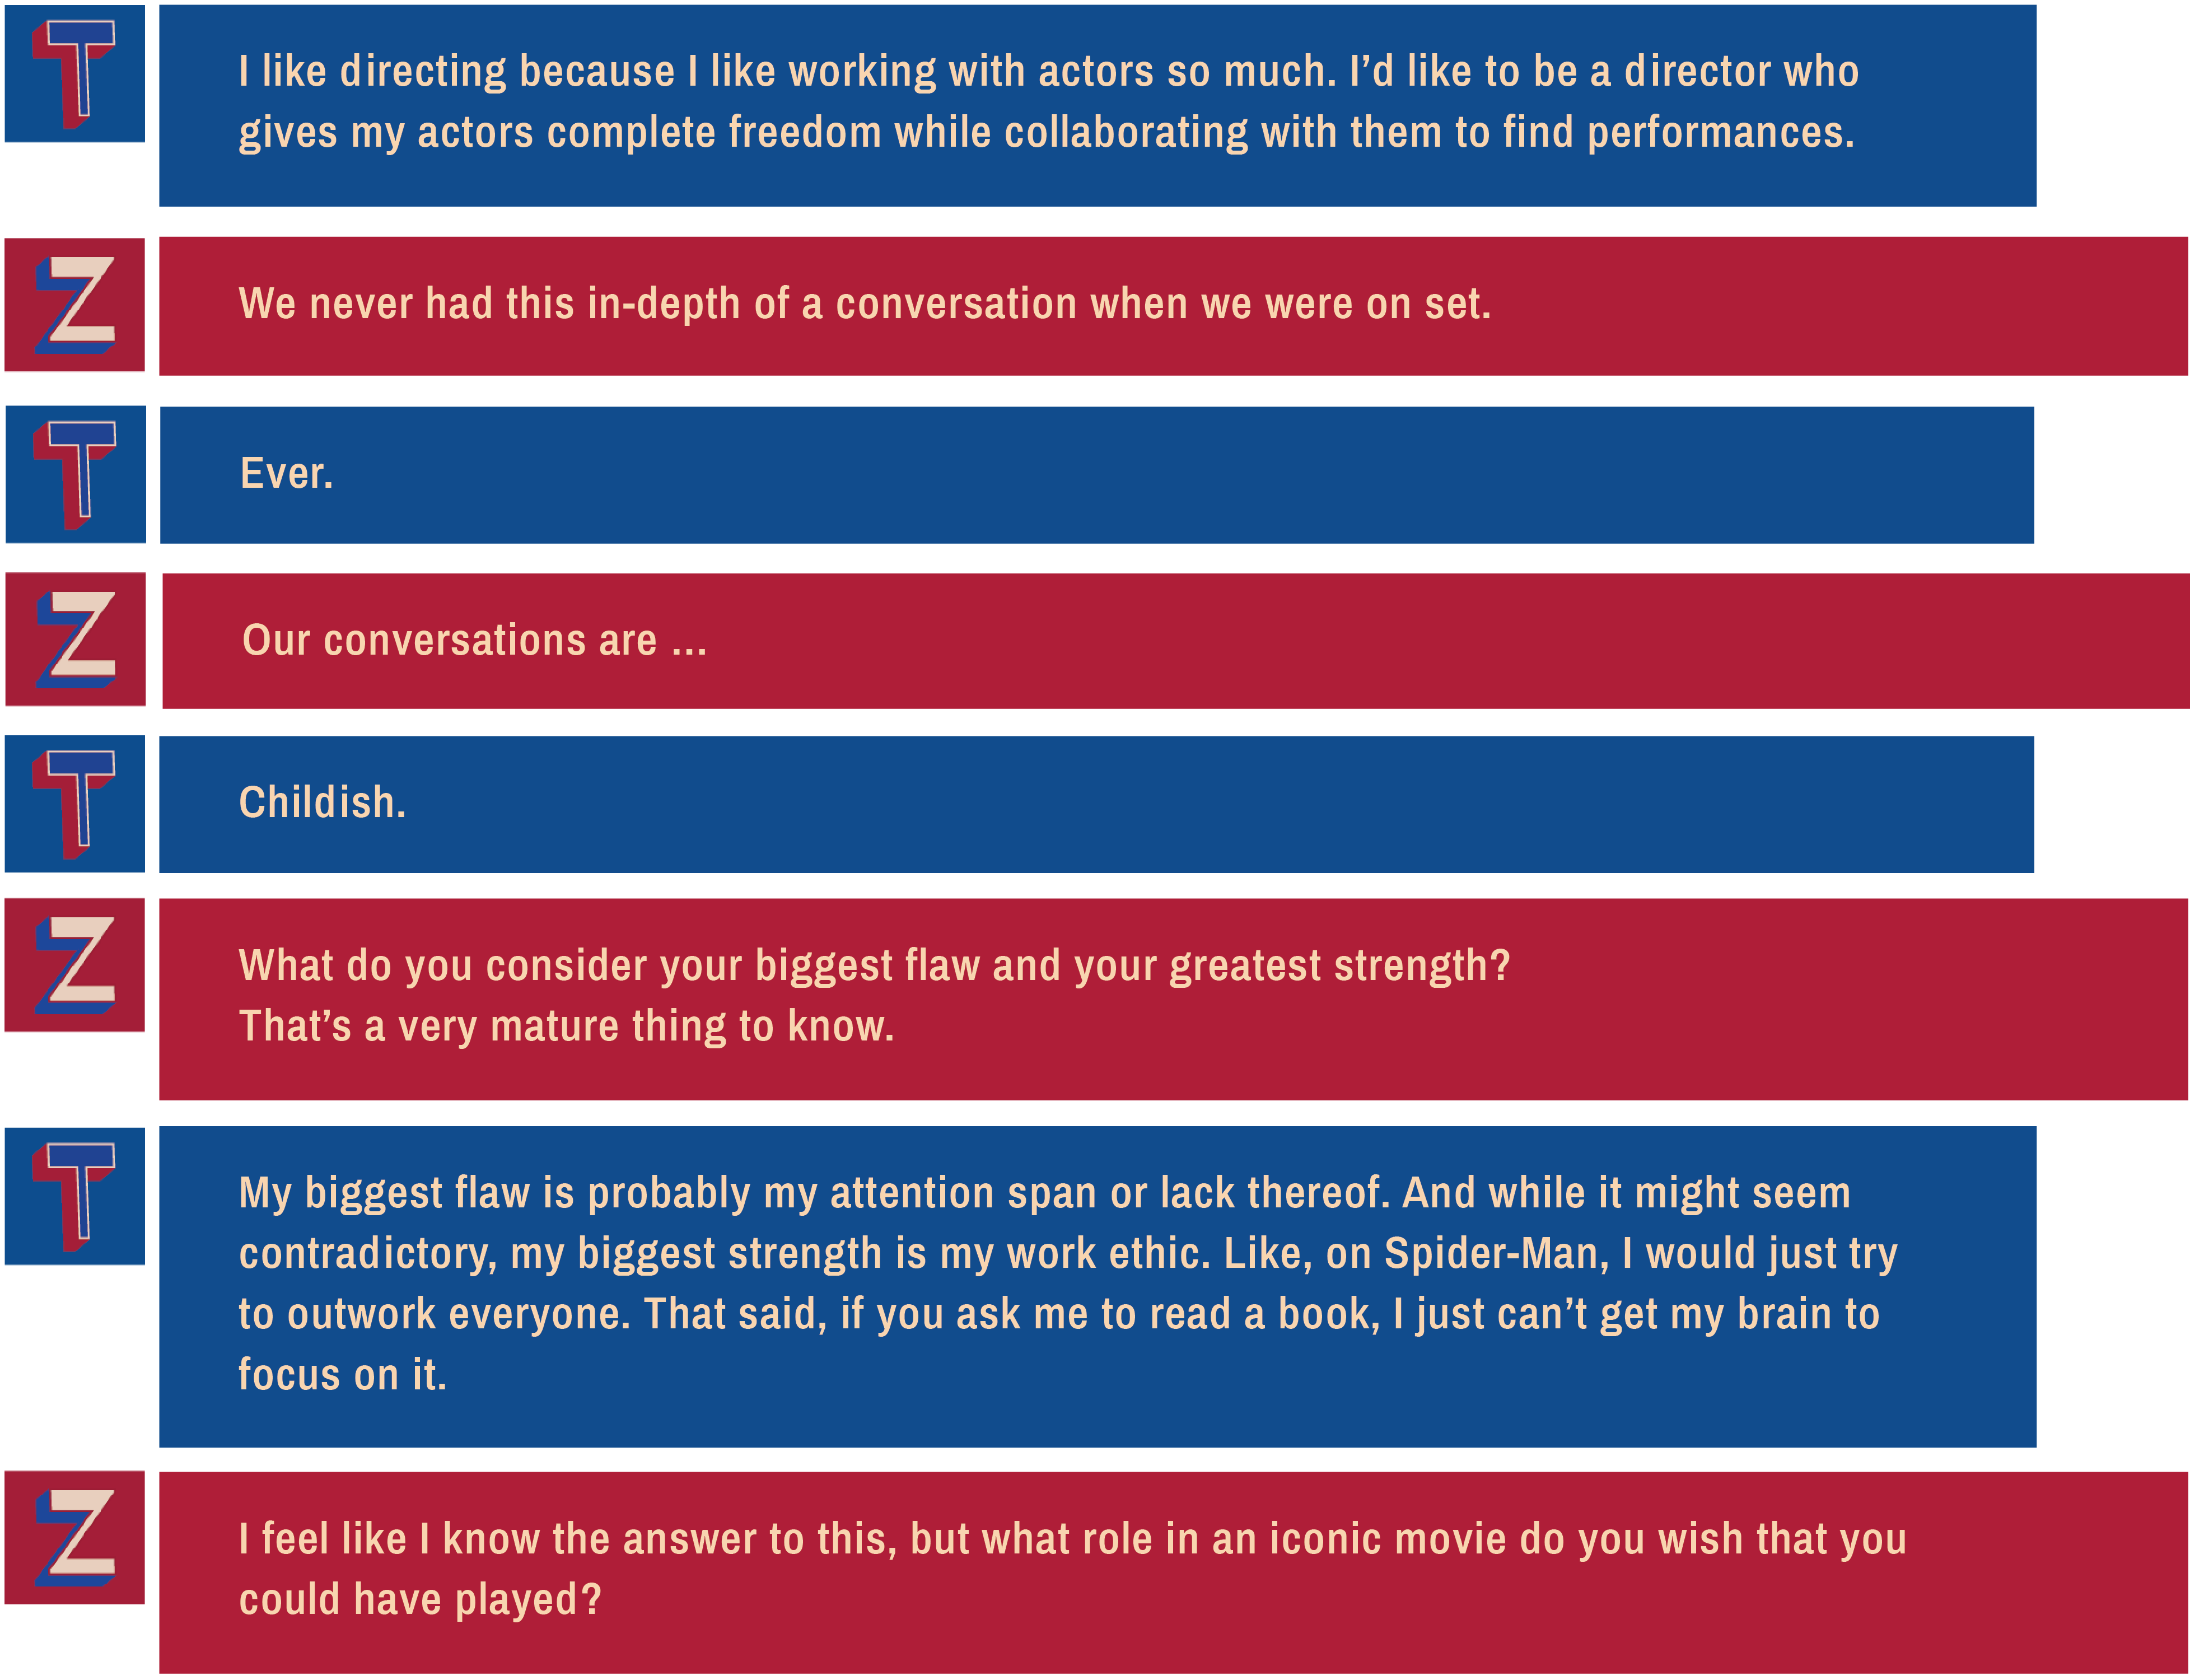 T
I like directing because I like working with actors so much. I’d like to be a director who
gives my actors complete freedom while collaborating with them to find performances.
Z
We never had this in-depth of a conversation when we were on set.
T
Ever.
Z
Our conversations are ...
T
Childish.
Z
What do you consider your biggest flaw and your greatest strength?
That’s a very mature thing to know.
T
My biggest flaw is probably my attention span or lack thereof. And while it might seem
contradictory, my biggest strength is my work ethic. Like, on Spider-Man, I would just try
to outwork everyone. That said, if you ask me to read a book, I just can’t get my brain to
focus on it.
Z
I feel like I know the answer to this, but what role in an iconic movie do you wish that you
could have played?